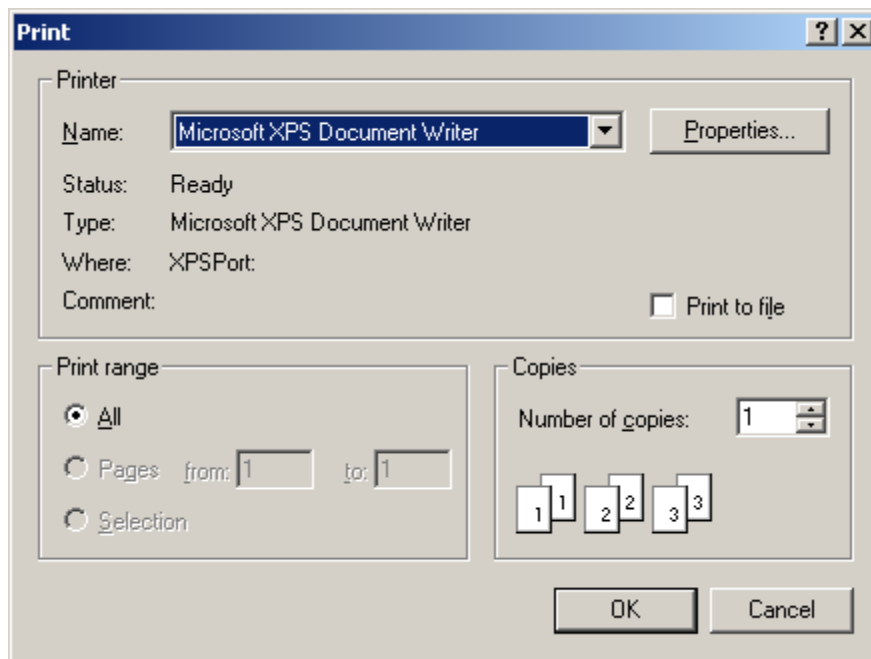 Print
Printer
Name: Microsoft XPS Document Writer Properties...
Status: Ready
Type: Microsoft XPS Document Writer
Where: XPSPort:
Comment: Print to file
Print range
All
Pages from: 1 to: 1
Selection
Copies
Number of copies: 1
1 1 2 2 3 3
OK Cancel